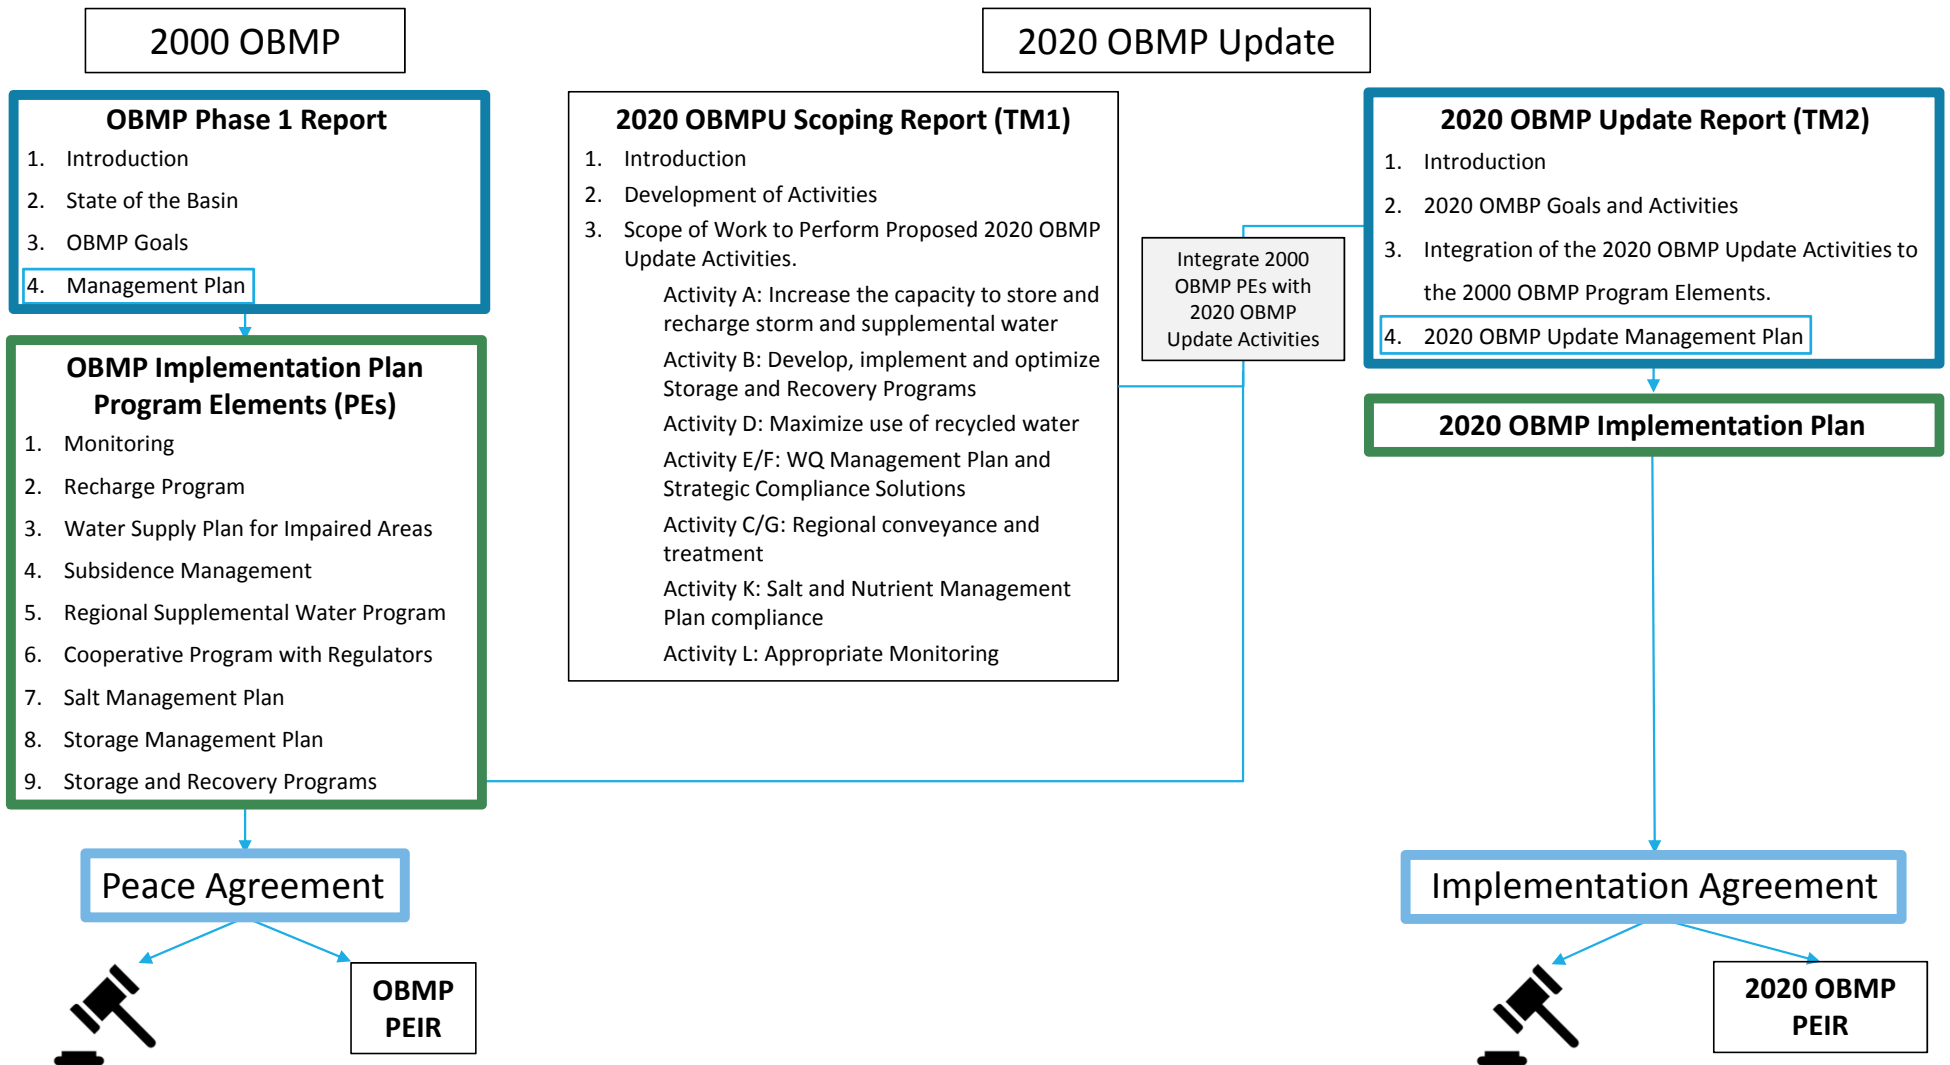 2000 OBMP
2020 OBMP Update
OBMP Phase 1 Report
1. Introduction
2. State of the Basin
3. OBMP Goals
4. Management Plan
OBMP Implementation Plan
Program Elements (PEs)
1. Monitoring
2. Recharge Program
3. Water Supply Plan for Impaired Areas
4. Subsidence Management
5. Regional Supplemental Water Program
6. Cooperative Program with Regulators
7. Salt Management Plan
8. Storage Management Plan
9. Storage and Recovery Programs
Peace Agreement
OBMP
PEIR
2020 OBMPU Scoping Report (TM1)
1. Introduction
2. Development of Activities
3. Scope of Work to Perform Proposed 2020 OBMP
Update Activities.
Activity A: Increase the capacity to store and
recharge storm and supplemental water
Activity B: Develop, implement and optimize
Storage and Recovery Programs
Activity D: Maximize use of recycled water
Activity E/F: WQ Management Plan and
Strategic Compliance Solutions
Activity C/G: Regional conveyance and
treatment
Activity K: Salt and Nutrient Management
Plan compliance
Activity L: Appropriate Monitoring
Integrate 2000
OBMP PEs with
2020 OBMP
Update Activities
2020 OBMP Update Report (TM2)
1. Introduction
2. 2020 OMBP Goals and Activities
3. Integration of the 2020 OBMP Update Activities to
the 2000 OBMP Program Elements.
4. 2020 OBMP Update Management Plan
2020 OBMP Implementation Plan
Implementation Agreement
2020 OBMP
PEIR